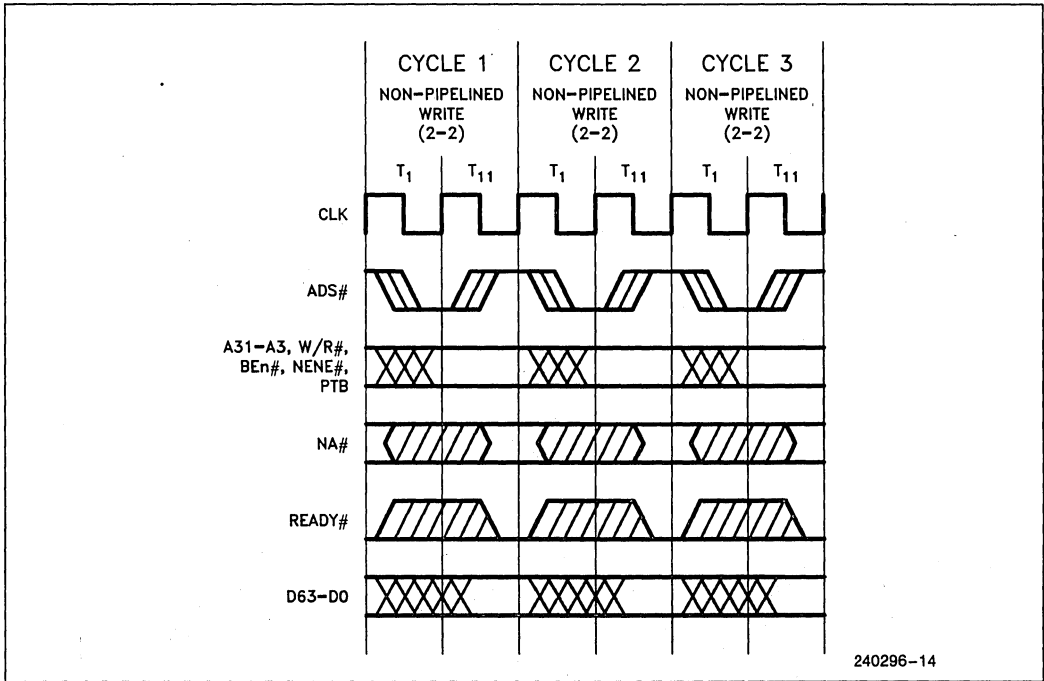 CYCLE 1 CYCLE 2 CYCLE 3
NON-PIPELINED NON-PIPELINED NON-PIPELINED
WRITE WRITE WRITE
(2-2) (2-2) (2-2)
T1 T11 T1 T11 T1 T11
CLK
ADS#
A31-A3, W/R#,
BEn#, NENE#,
PTB
NA#
READY#
D63-D0
240296-14